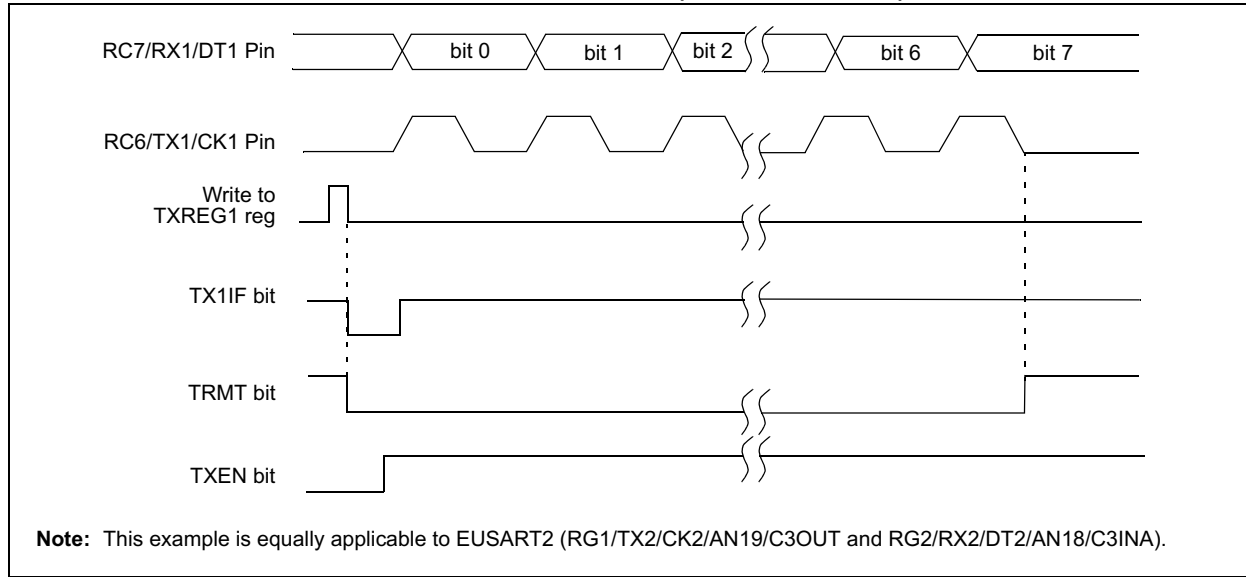 RC7/RX1/DT1 Pin
bit 0
bit 1
bit 2
bit 6
bit 7
RC6/TX1/CK1 Pin
Write to
TXREG1 reg
TX1IF bit
TRMT bit
TXEN bit
Note: This example is equally applicable to EUSART2 (RG1/TX2/CK2/AN19/C3OUT and RG2/RX2/DT2/AN18/C3INA).